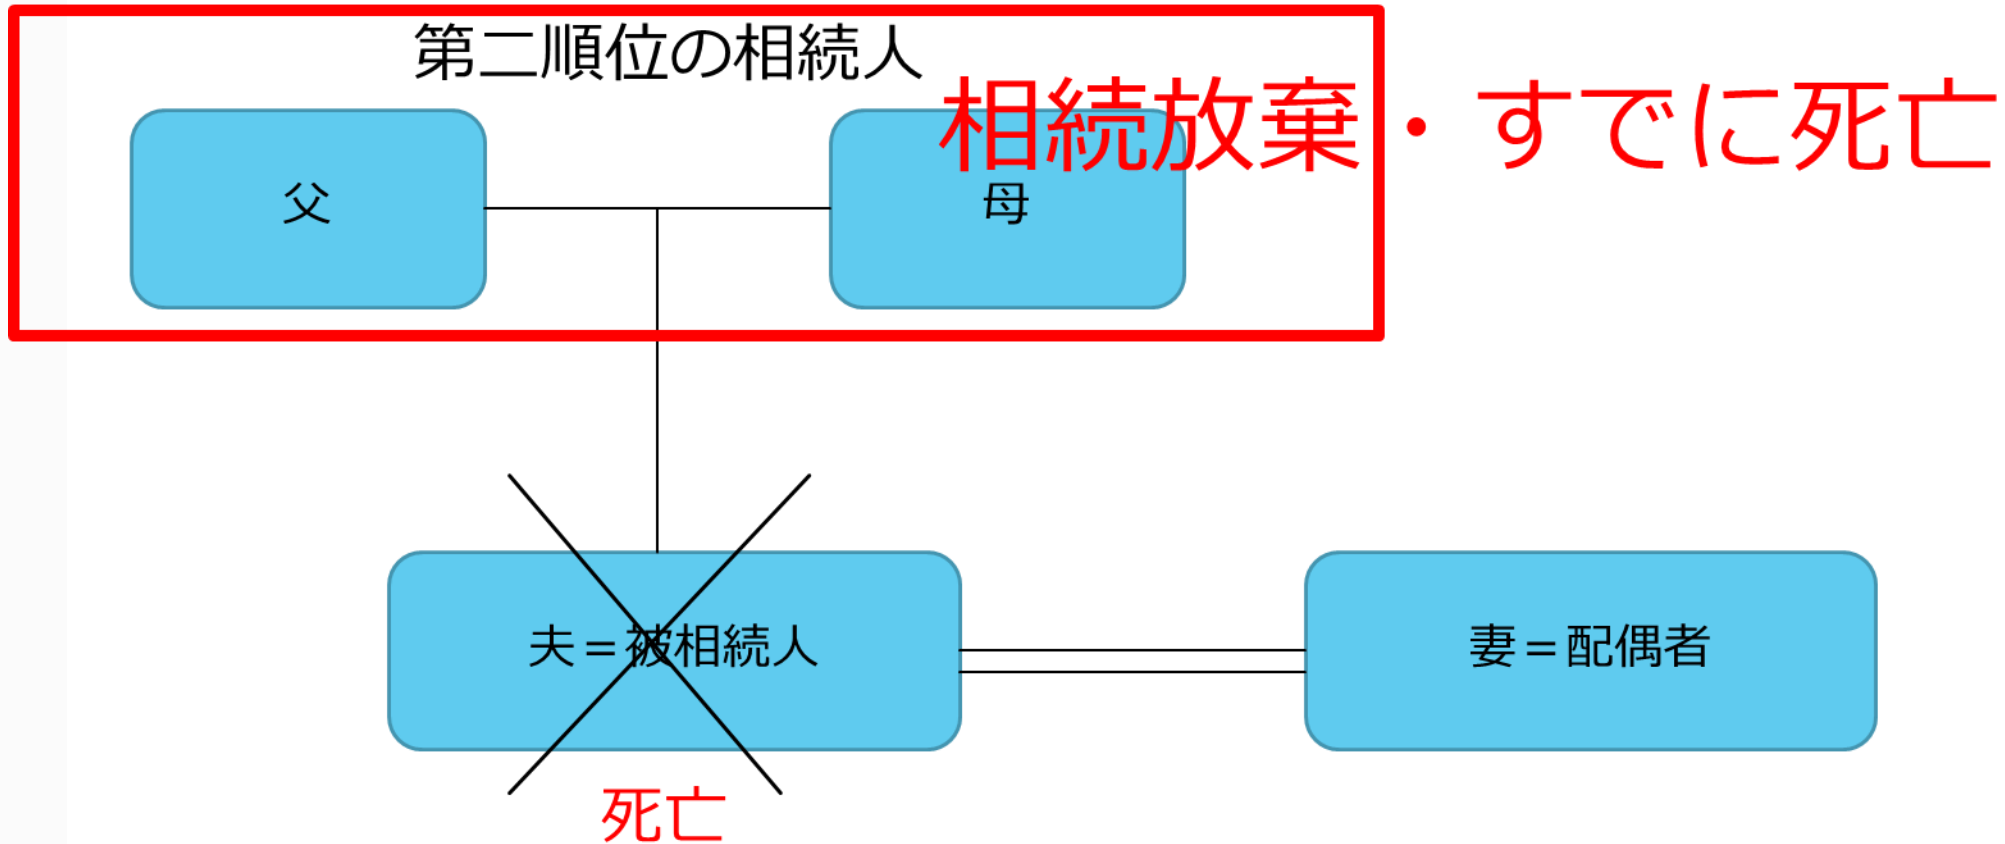 第二順位の相続人
相続放棄・すでに死亡
父
母
夫＝被相続人
妻＝配偶者
死亡